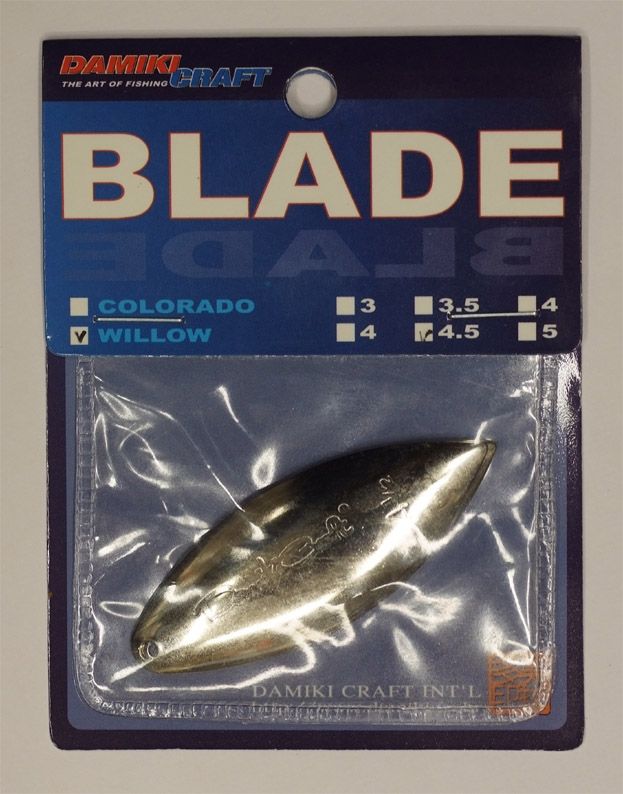 DAMIKI CRAFT
THE ART OF FISHING
BLADE
BLADE
COLORADO 3 3.5 4
WILLOW 4 4.5 5
DAMIKI CRAFT INT'L